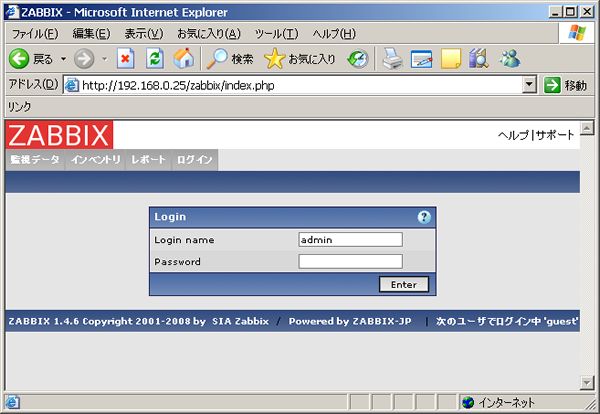 ZABBIX - Microsoft Internet Explorer
ファイル(F) 編集(E) 表示(V) お気に入り(A) ツール(T) ヘルプ(H)
戻る 検索 お気に入り
アドレス(D) http://192.168.0.25/zabbix/index.php 移動
リンク
ZABBIX ヘルプ|サポート
監視データ インベントリ レポート ログイン
Login
Login name admin
Password
Enter
ZABBIX 1.4.6 Copyright 2001-2008 by SIA Zabbix / Powered by ZABBIX-JP | 次のユーザでログイン中 'guest'
インターネット